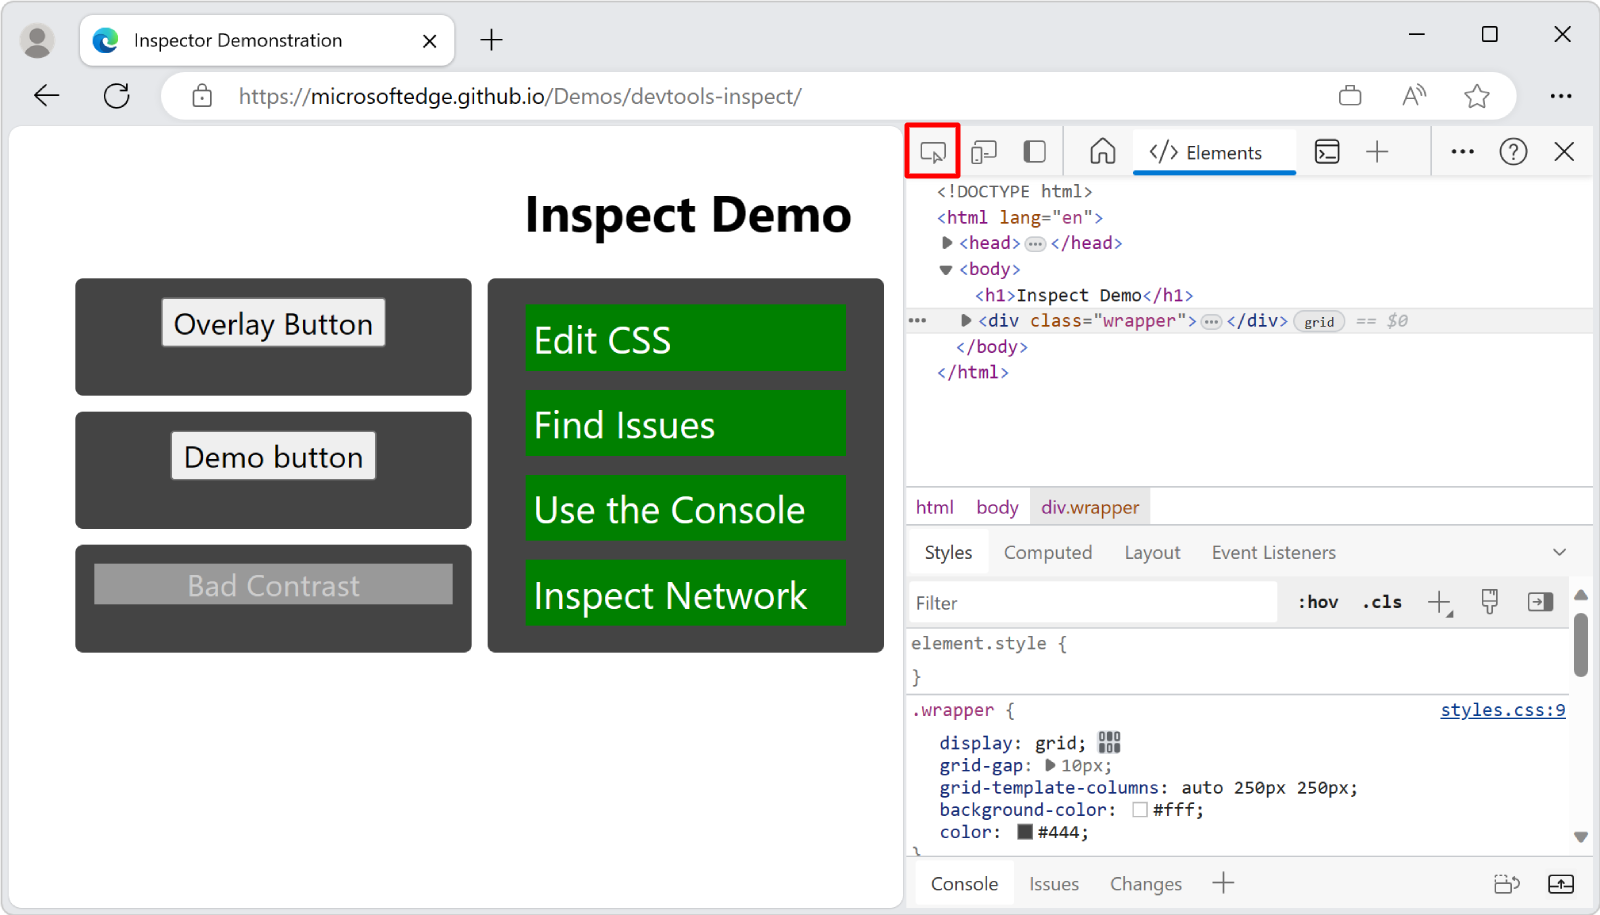 Inspector Demonstration
https://microsoftedge.github.io/Demos/devtools-inspect/
Inspect Demo
Overlay Button
Demo button
Bad Contrast
Edit CSS
Find Issues
Use the Console
Inspect Network
</> Elements
<!DOCTYPE html>
<html lang="en">
<head>…</head>
<body>
<h1>Inspect Demo</h1>
<div class="wrapper">…</div> grid == $0
</body>
</html>
html body div.wrapper
Styles Computed Layout Event Listeners
Filter :hov .cls
element.style {
}
.wrapper { styles.css:9
display: grid;
grid-gap: 10px;
grid-template-columns: auto 250px 250px;
background-color: #fff;
color: #444;
}
Console Issues Changes